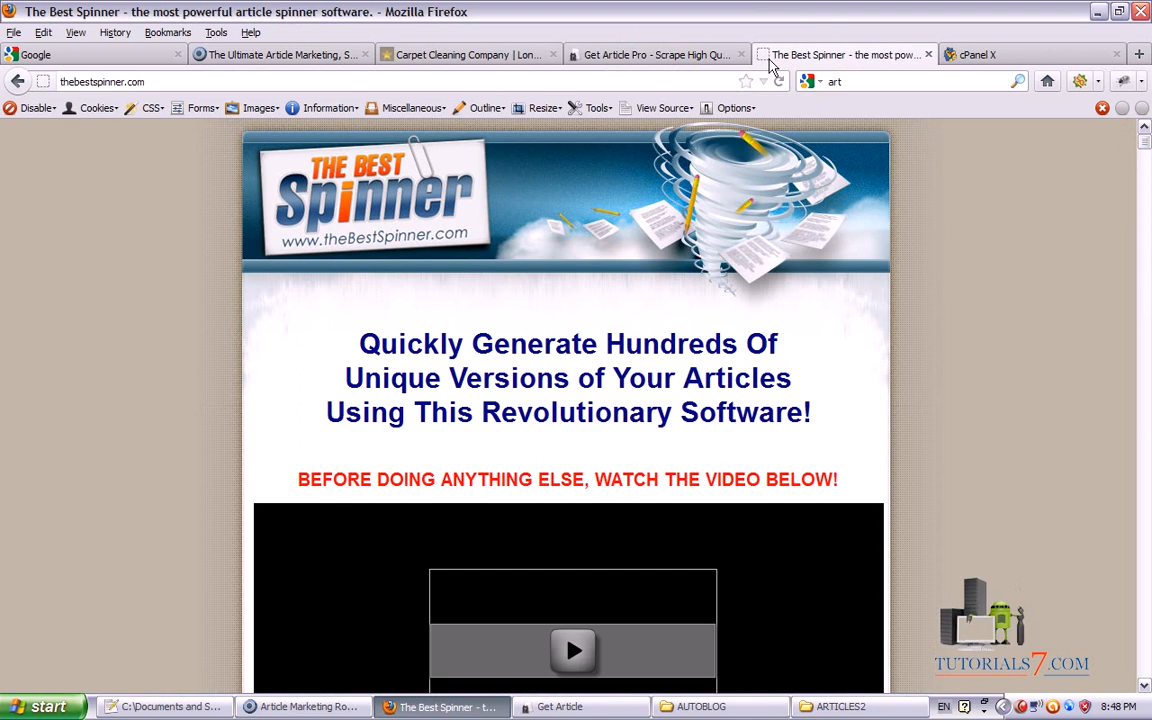 The Best Spinner - the most powerful article spinner software. - Mozilla Firefox
File Edit View History Bookmarks Tools Help
Google
The Ultimate Article Marketing, S...
Carpet Cleaning Company | Lon...
Get Article Pro - Scrape High Qu...
The Best Spinner - the most pow...
cPanel X
thebestspinner.com
art
Disable Cookies CSS Forms Images Information Miscellaneous Outline Resize Tools View Source Options
THE BEST
Spinner
www.theBestSpinner.com
Quickly Generate Hundreds Of
Unique Versions of Your Articles
Using This Revolutionary Software!
BEFORE DOING ANYTHING ELSE, WATCH THE VIDEO BELOW!
TUTORIALS7.COM
start
C:\Documents and S...
Article Marketing Ro...
The Best Spinner - t...
Get Article
AUTOBLOG
ARTICLES2
EN
8:48 PM